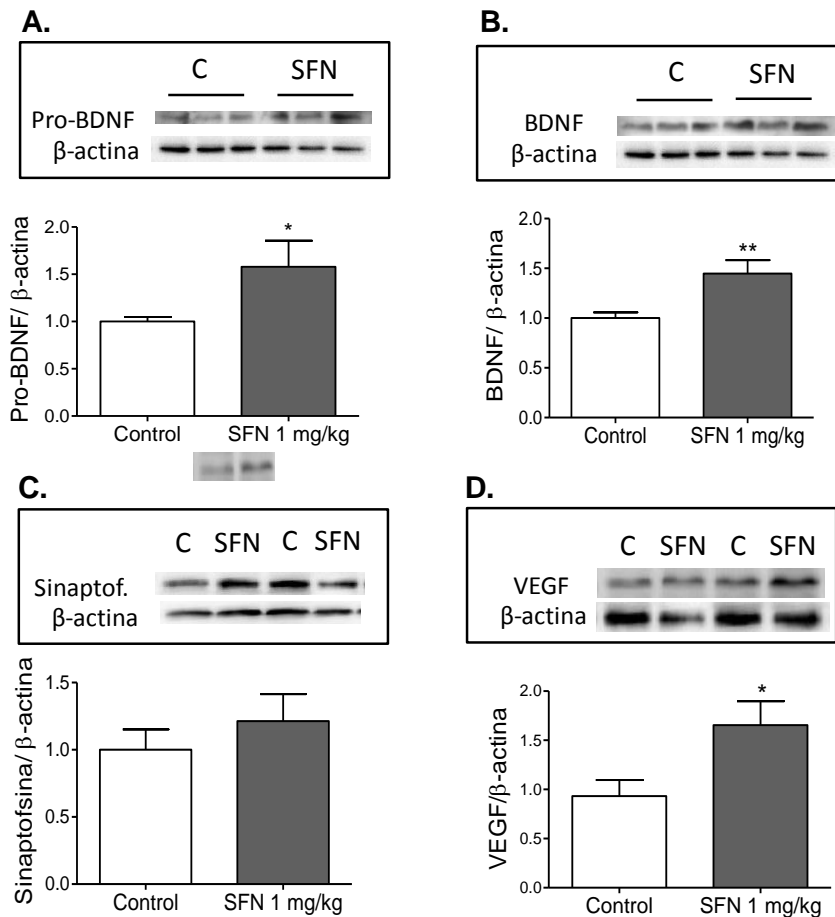 A.
C SFN
Pro-BDNF
β-actina
Pro-BDNF/ β-actina
2.0
1.5
1.0
0.5
0.0
*
Control SFN 1 mg/kg
B.
C SFN
BDNF
β-actina
BDNF/ β-actina
2.0
1.5
1.0
0.5
0.0
**
Control SFN 1 mg/kg
C.
C SFN C SFN
Sinaptof.
β-actina
Sinaptofsina/ β-actina
1.5
1.0
0.5
0.0
Control SFN 1 mg/kg
D.
C SFN C SFN
VEGF
β-actina
VEGF/β-actina
2.0
1.5
1.0
0.5
0.0
*
Control SFN 1 mg/kg